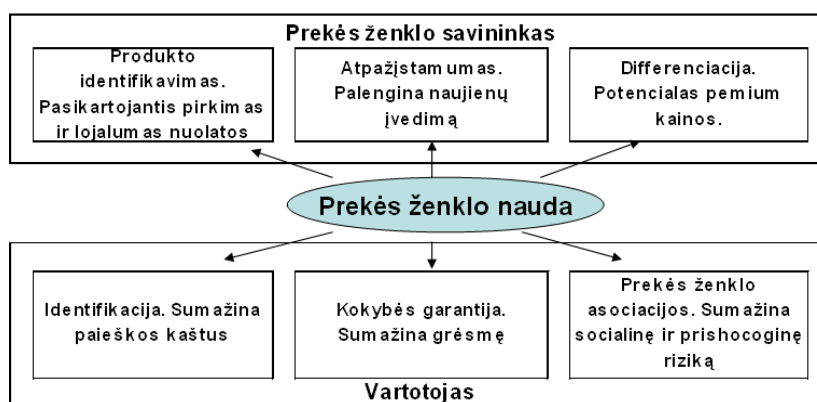 Prekės ženklo savininkas
Produkto
identifikavimas.
Pasikartojantis pirkimas
ir lojalumas nuolatos
Atpažįstamumas.
Palengina naujienų
įvedimą
Differenciacija.
Potencialas pemium
kainos.
Prekės ženklo nauda
Identifikacija. Sumažina
paieškos kaštus
Kokybės garantija.
Sumažina grėsmę
Prekės ženklo
asociacijos. Sumažina
socialinę ir prishocoginę
riziką
Vartotojas